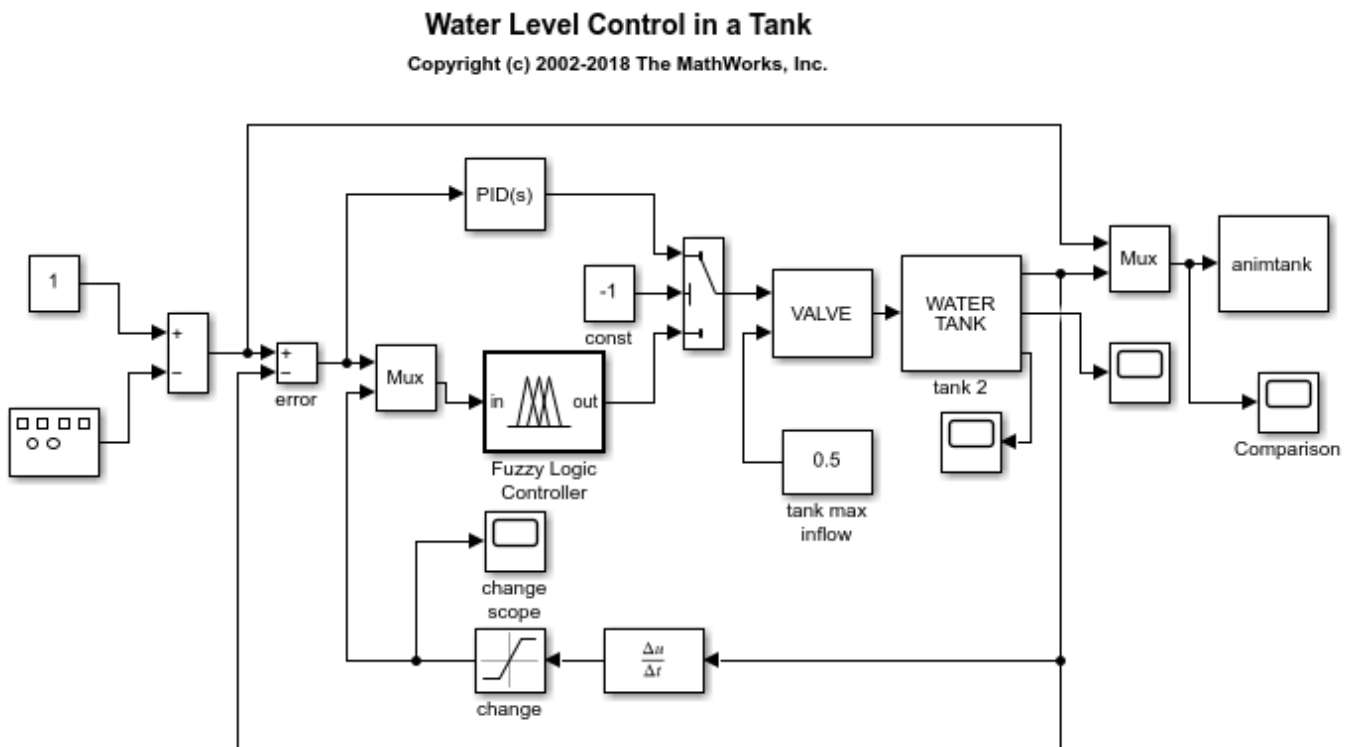 Water Level Control in a Tank
Copyright (c) 2002-2018 The MathWorks, Inc.
PID(s)
1
+
−
+
−
error
Mux
in
out
Fuzzy Logic
Controller
-1
const
VALVE
WATER
TANK
tank 2
0.5
tank max
inflow
Mux
animtank
Comparison
change
scope
change
Δu
Δt